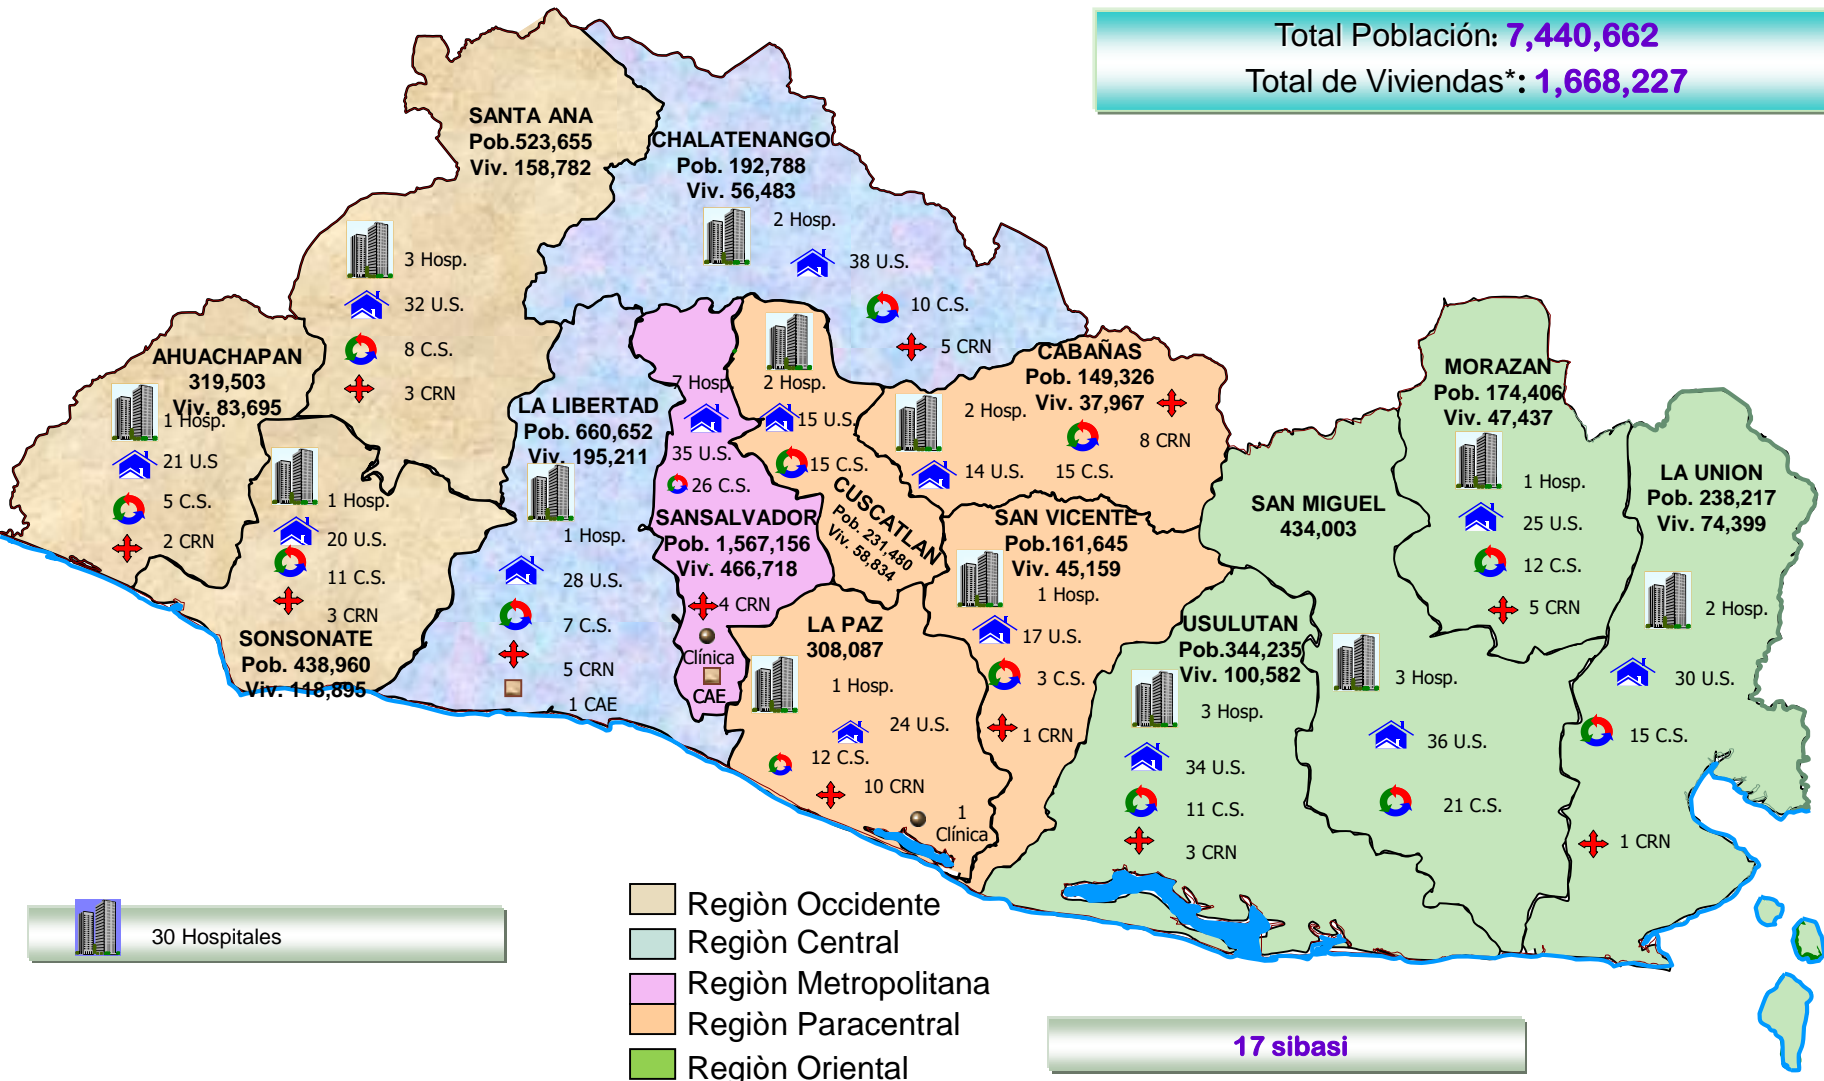 Total Población: 7,440,662
Total de Viviendas*: 1,668,227
SANTA ANA
Pob.523,655
Viv. 158,782
3 Hosp.
32 U.S.
8 C.S.
3 CRN
CHALATENANGO
Pob. 192,788
Viv. 56,483
2 Hosp.
38 U.S.
10 C.S.
5 CRN
AHUACHAPAN
319,503
Viv. 83,695
1 Hosp.
21 U.S
5 C.S.
2 CRN
1 Hosp.
20 U.S.
11 C.S.
3 CRN
SONSONATE
Pob. 438,960
Viv. 118,895
LA LIBERTAD
Pob. 660,652
Viv. 195,211
1 Hosp.
28 U.S.
7 C.S.
5 CRN
1 CAE
7 Hosp.
35 U.S.
26 C.S.
SANSALVADOR
Pob. 1,567,156
Viv. 466,718
4 CRN
Clínica
CAE
2 Hosp.
15 U.S.
15 C.S.
CUSCATLAN
Pob. 231,480
Viv. 58,834
CABAÑAS
Pob. 149,326
Viv. 37,967
2 Hosp.
8 CRN
14 U.S.
15 C.S.
SAN VICENTE
Pob.161,645
Viv. 45,159
1 Hosp.
17 U.S.
3 C.S.
1 CRN
LA PAZ
308,087
1 Hosp.
24 U.S.
12 C.S.
10 CRN
1
Clínica
USULUTAN
Pob.344,235
Viv. 100,582
3 Hosp.
34 U.S.
11 C.S.
3 CRN
SAN MIGUEL
434,003
3 Hosp.
36 U.S.
21 C.S.
MORAZAN
Pob. 174,406
Viv. 47,437
1 Hosp.
25 U.S.
12 C.S.
5 CRN
LA UNION
Pob. 238,217
Viv. 74,399
2 Hosp.
30 U.S.
15 C.S.
1 CRN
30 Hospitales
Regiòn Occidente
Regiòn Central
Regiòn Metropolitana
Regiòn Paracentral
Regiòn Oriental
17 sibasi